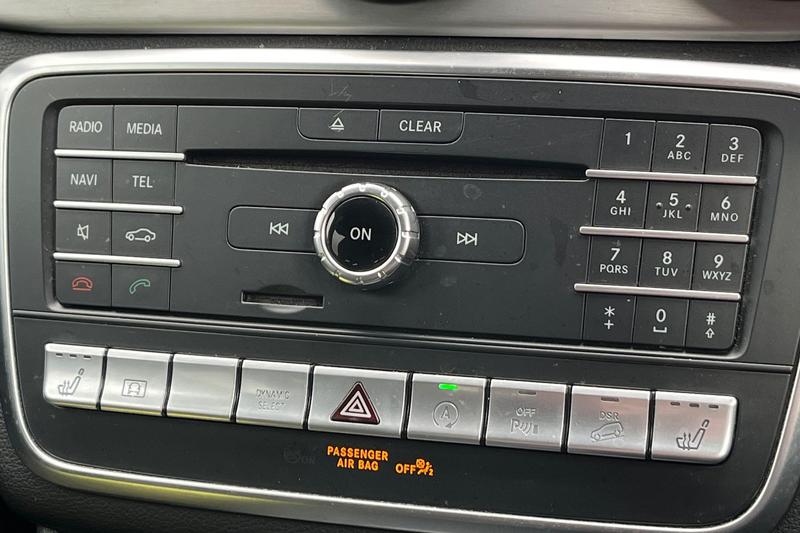 RADIO
MEDIA
CLEAR
1
2
ABC
3
DEF
NAVI
TEL
4
GHI
5
JKL
6
MNO
ON
7
PQRS
8
TUV
9
WXYZ
*
+
0
#
DYNAMIC
SELECT
A
OFF
P
DSR
PASSENGER
AIR BAG
OFF
2